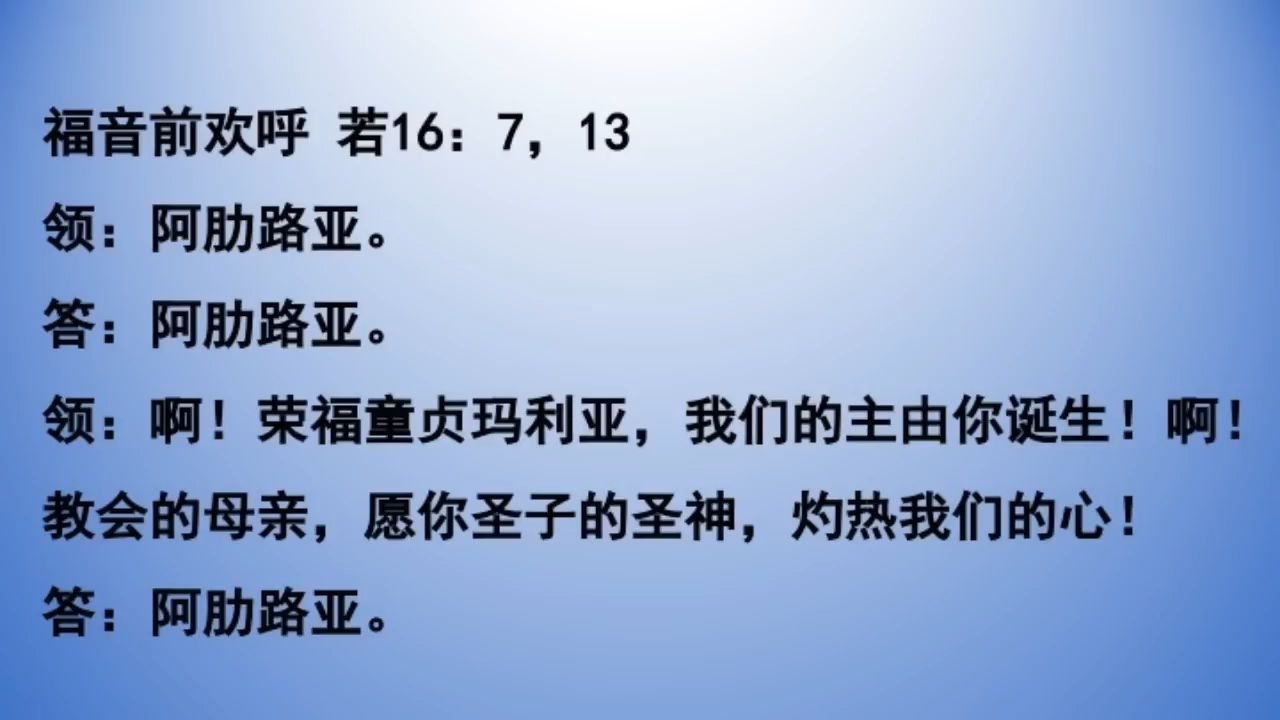 福音前欢呼 若16：7，13
领：阿肋路亚。
答：阿肋路亚。
领：啊！荣福童贞玛利亚，我们的主由你诞生！啊！
教会的母亲，愿你圣子的圣神，灼热我们的心！
答：阿肋路亚。